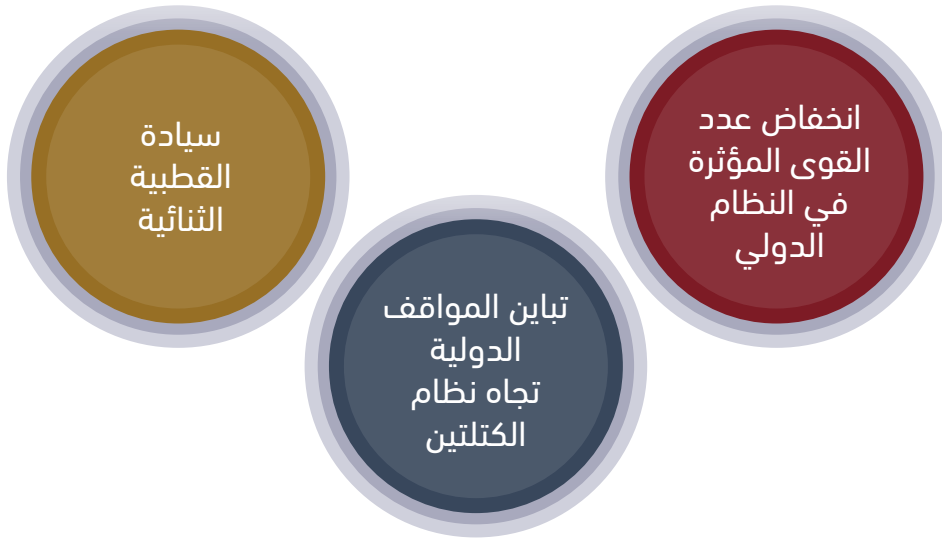 انخفاض عدد
القوى المؤثرة
في النظام
الدولي
تباين المواقف
الدولية
تجاه نظام
الكتلتين
سيادة
القطبية
الثنائية